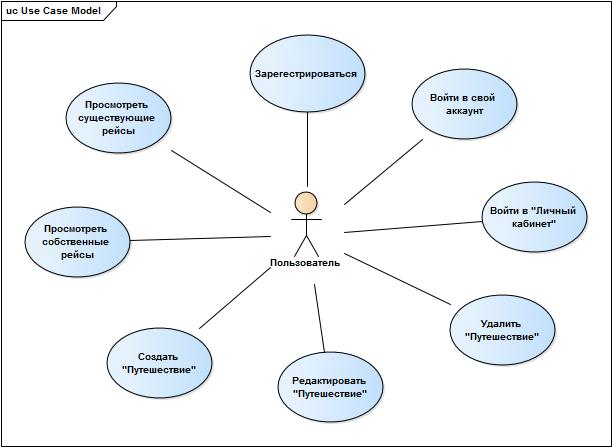 uc Use Case Model
Зарегестрироваться
Просмотреть
существующие
рейсы
Войти в свой
аккаунт
Просмотреть
собственные
рейсы
Войти в "Личный
кабинет"
Пользователь
Создать
"Путешествие"
Редактировать
"Путешествие"
Удалить
"Путешествие"